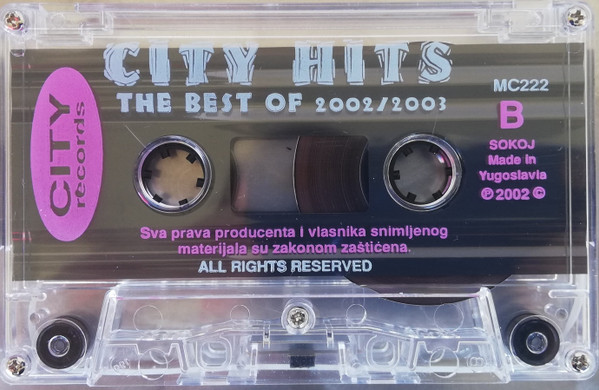 CITY HITS
THE BEST OF 2002/2003
CITY
records
MC222
B
SOKOJ
Made in
Yugoslavia
℗ 2002 ©
Sva prava producenta i vlasnika snimljenog
materijala su zakonom zaštićena.
ALL RIGHTS RESERVED